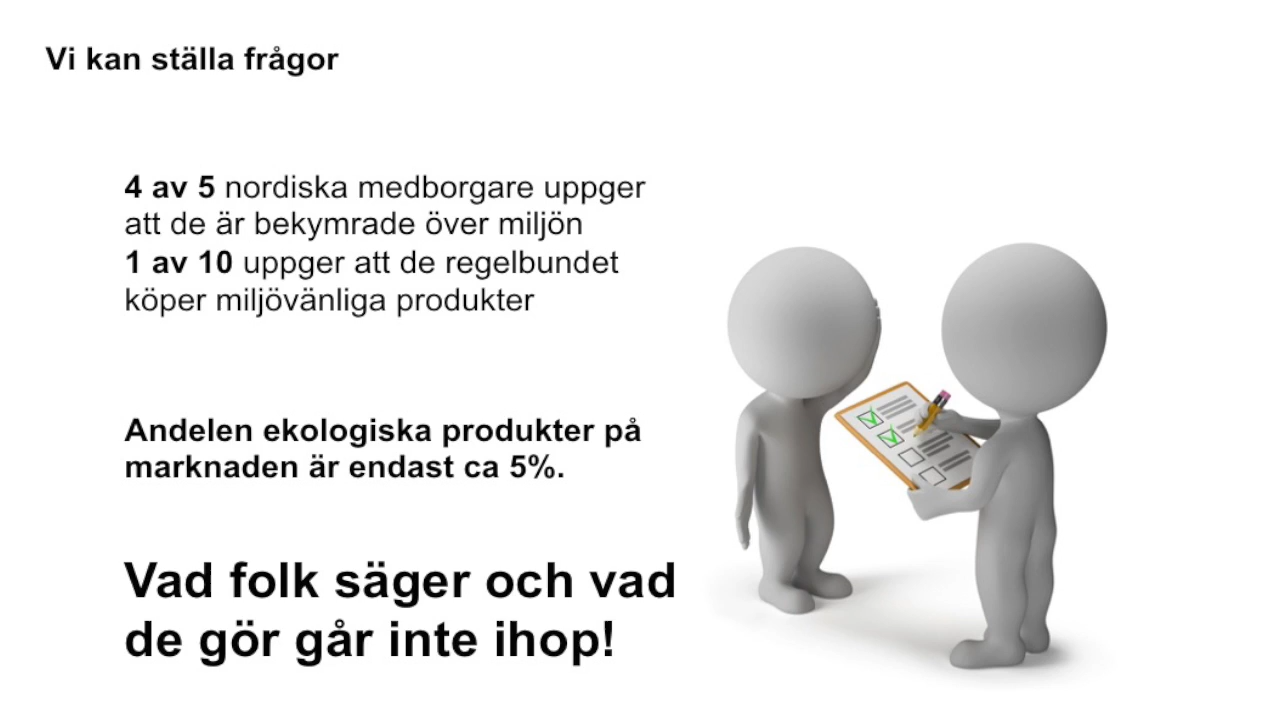 Vi kan ställa frågor
4 av 5 nordiska medborgare uppger
att de är bekymrade över miljön
1 av 10 uppger att de regelbundet
köper miljövänliga produkter
Andelen ekologiska produkter på
marknaden är endast ca 5%.
Vad folk säger och vad
de gör går inte ihop!